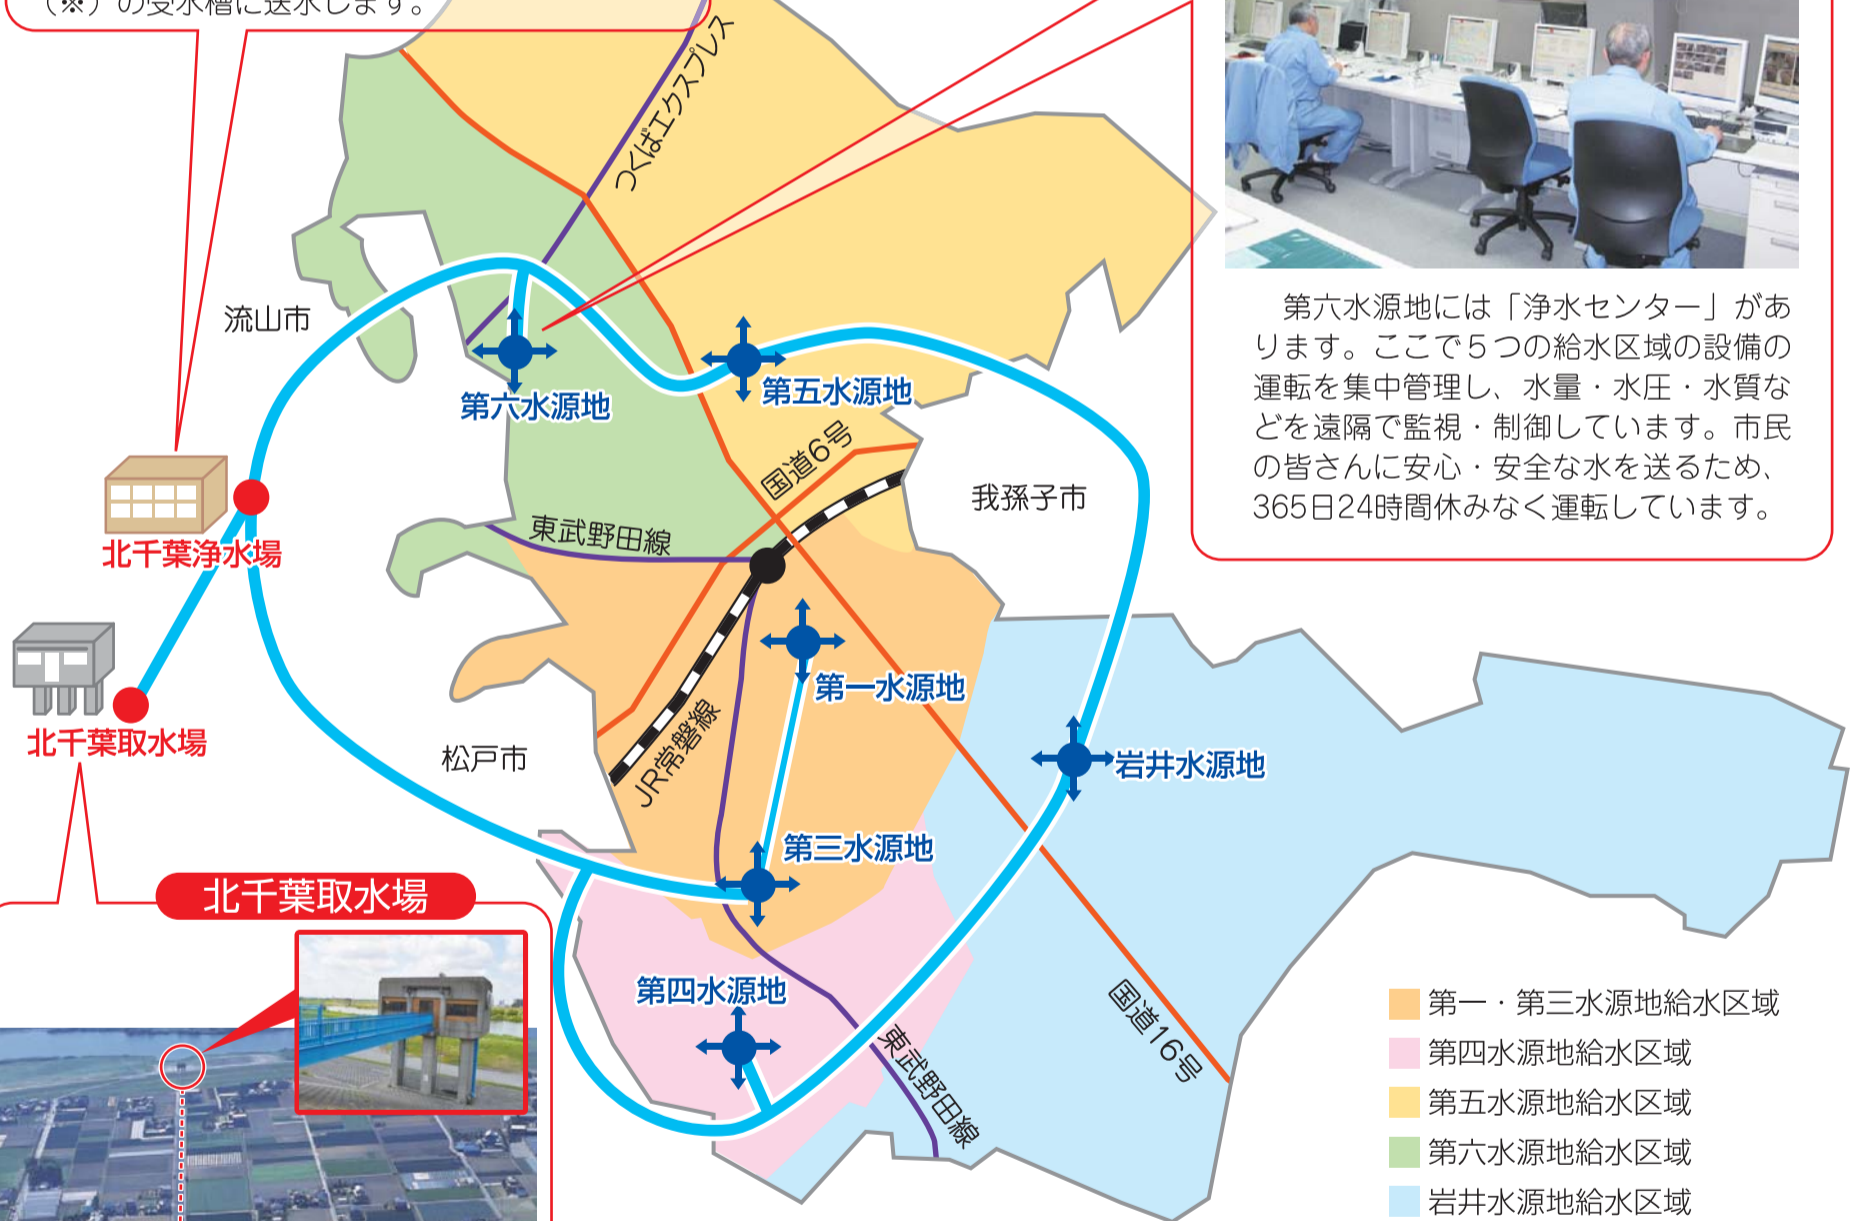 （※）の受水槽に送水します。
つくばエクスプレス
流山市
第六水源地
第五水源地
国道6号
我孫子市
東武野田線
北千葉浄水場
北千葉取水場
第一水源地
松戸市
JR常磐線
岩井水源地
第三水源地
第四水源地
東武野田線
国道16号
第六水源地には「浄水センター」があ
ります。ここで５つの給水区域の設備の
運転を集中管理し、水量・水圧・水質な
どを遠隔で監視・制御しています。市民
の皆さんに安心・安全な水を送るため、
365日24時間休みなく運転しています。
北千葉取水場
第一・第三水源地給水区域
第四水源地給水区域
第五水源地給水区域
第六水源地給水区域
岩井水源地給水区域